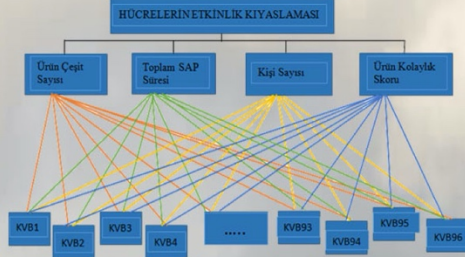 HÜCRELERİN ETKİNLİK KIYASLAMASI
Ürün Çeşit
Sayısı
Toplam SAP
Süresi
Kişi Sayısı
Ürün Kolaylık
Skoru
KVB1
KVB2
KVB3
KVB4
.....
KVB93
KVB94
KVB95
KVB96